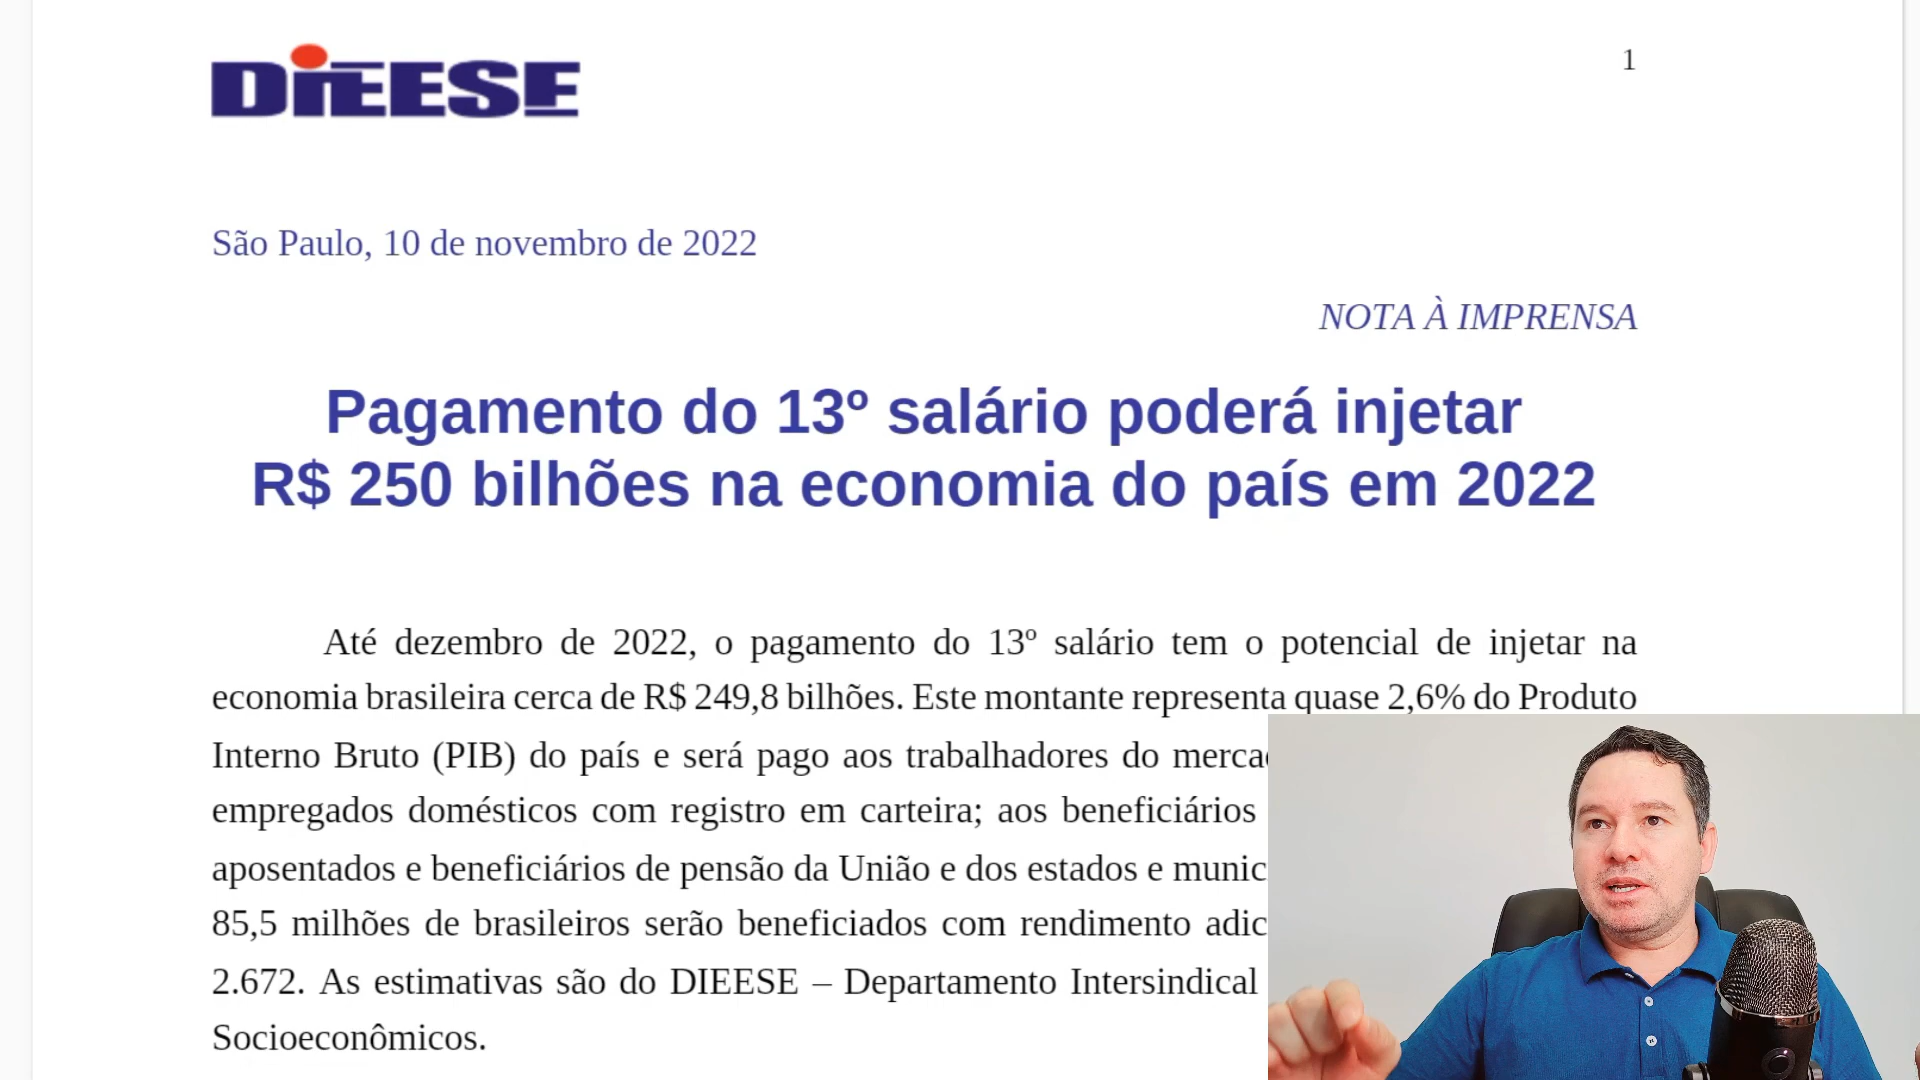 DIEESE
1
São Paulo, 10 de novembro de 2022
NOTA À IMPRENSA
Pagamento do 13º salário poderá injetar
R$ 250 bilhões na economia do país em 2022
Até dezembro de 2022, o pagamento do 13º salário tem o potencial de injetar na
economia brasileira cerca de R$ 249,8 bilhões. Este montante representa quase 2,6% do Produto
Interno Bruto (PIB) do país e será pago aos trabalhadores do
empregados domésticos com registro em carteira; aos beneficiários
aposentados e beneficiários de pensão da União e dos estados e
85,5 milhões de brasileiros serão beneficiados com rendimento
2.672. As estimativas são do DIEESE – Departamento Intersindical
Socioeconômicos.